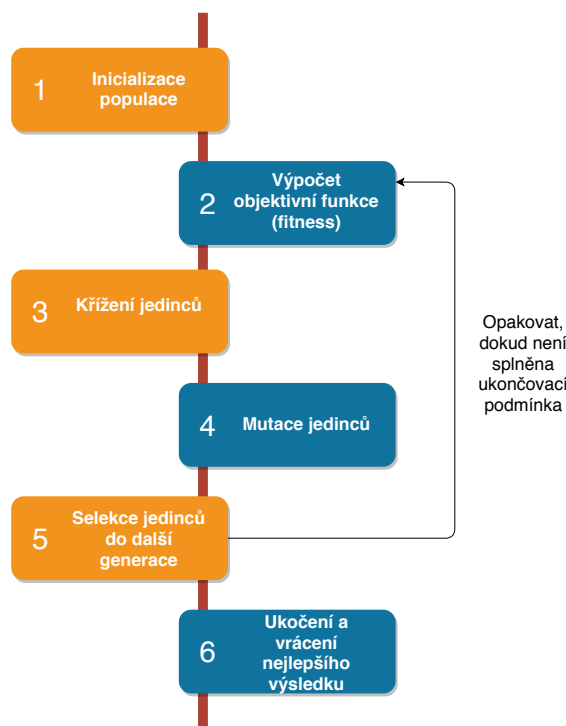 1
Inicializace
populace
2
Výpočet
objektivní funkce
(fitness)
3
Křížení jedinců
Opakovat,
dokud není
splněna
ukončovací
podmínka
4
Mutace jedinců
5
Selekce jedinců
do další
generace
6
Ukočení a
vrácení
nejlepšího
výsledku